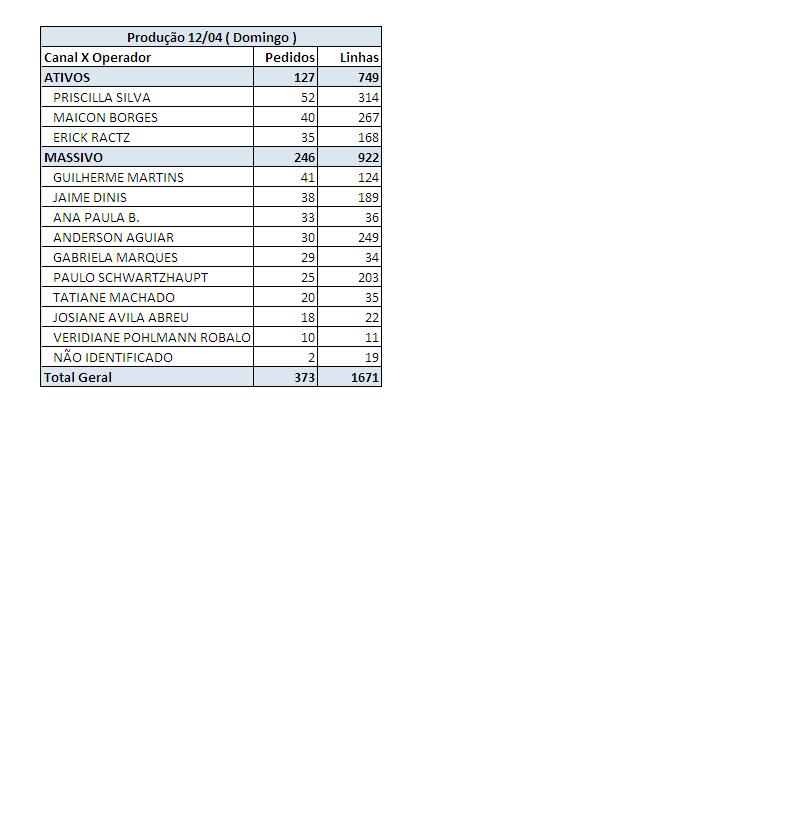 Produção 12/04 ( Domingo )
Canal X Operador Pedidos Linhas
ATIVOS 127 749
PRISCILLA SILVA 52 314
MAICON BORGES 40 267
ERICK RACTZ 35 168
MASSIVO 246 922
GUILHERME MARTINS 41 124
JAIME DINIS 38 189
ANA PAULA B. 33 36
ANDERSON AGUIAR 30 249
GABRIELA MARQUES 29 34
PAULO SCHWARTZHAUPT 25 203
TATIANE MACHADO 20 35
JOSIANE AVILA ABREU 18 22
VERIDIANE POHLMANN ROBALO 10 11
NÃO IDENTIFICADO 2 19
Total Geral 373 1671